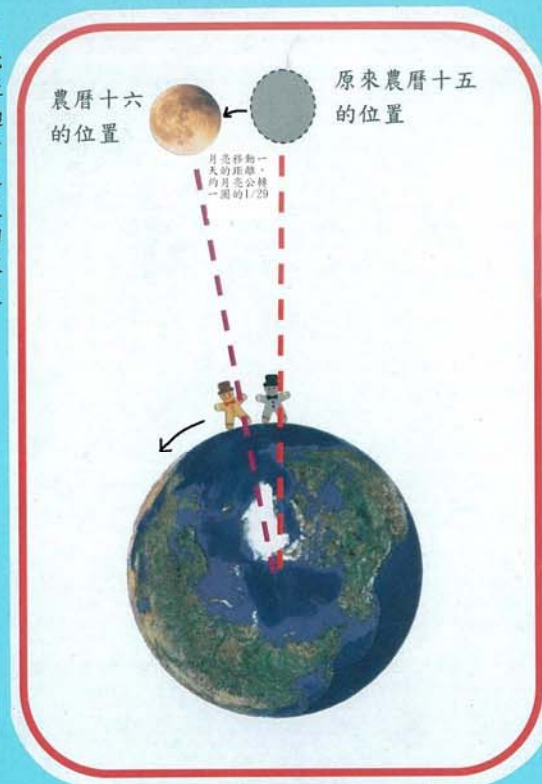 農曆十六
的位置
原來農曆十五
的位置
月亮移動一
天的距離，
約月亮公轉
一圈的1/29